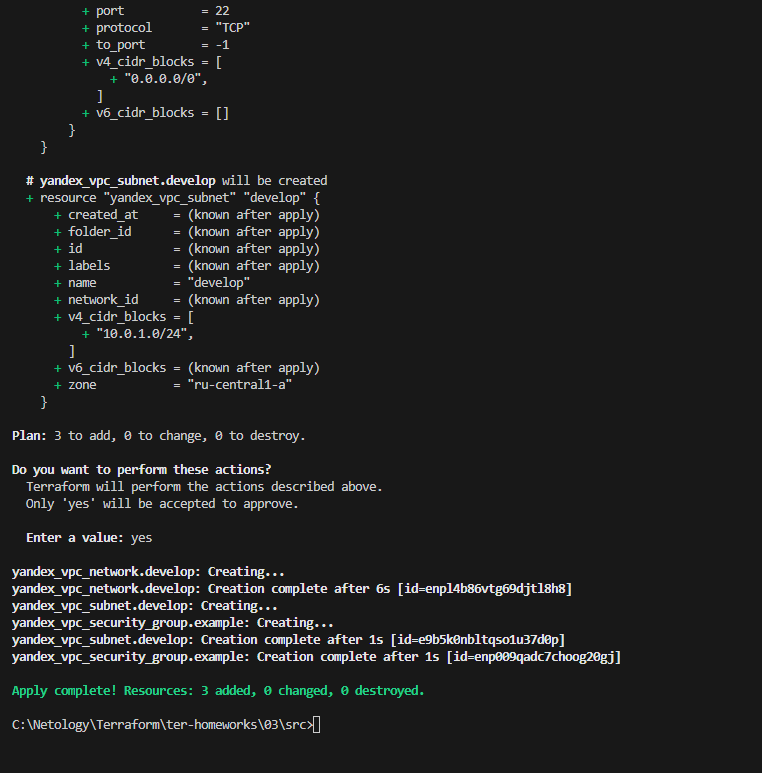 + port           = 22
+ protocol       = "TCP"
+ to_port        = -1
+ v4_cidr_blocks = [
+ "0.0.0.0/0",
]
+ v6_cidr_blocks = []
}
}
# yandex_vpc_subnet.develop will be created
+ resource "yandex_vpc_subnet" "develop" {
+ created_at     = (known after apply)
+ folder_id      = (known after apply)
+ id             = (known after apply)
+ labels         = (known after apply)
+ name           = "develop"
+ network_id     = (known after apply)
+ v4_cidr_blocks = [
+ "10.0.1.0/24",
]
+ v6_cidr_blocks = (known after apply)
+ zone           = "ru-central1-a"
}
Plan: 3 to add, 0 to change, 0 to destroy.
Do you want to perform these actions?
Terraform will perform the actions described above.
Only 'yes' will be accepted to approve.
Enter a value: yes
yandex_vpc_network.develop: Creating...
yandex_vpc_network.develop: Creation complete after 6s [id=enpl4b86vtg69djtl8h8]
yandex_vpc_subnet.develop: Creating...
yandex_vpc_security_group.example: Creating...
yandex_vpc_subnet.develop: Creation complete after 1s [id=e9b5k0nbltqso1u37d0p]
yandex_vpc_security_group.example: Creation complete after 1s [id=enp009qadc7choog20gj]
Apply complete! Resources: 3 added, 0 changed, 0 destroyed.
C:\Netology\Terraform\ter-homeworks\03\src>